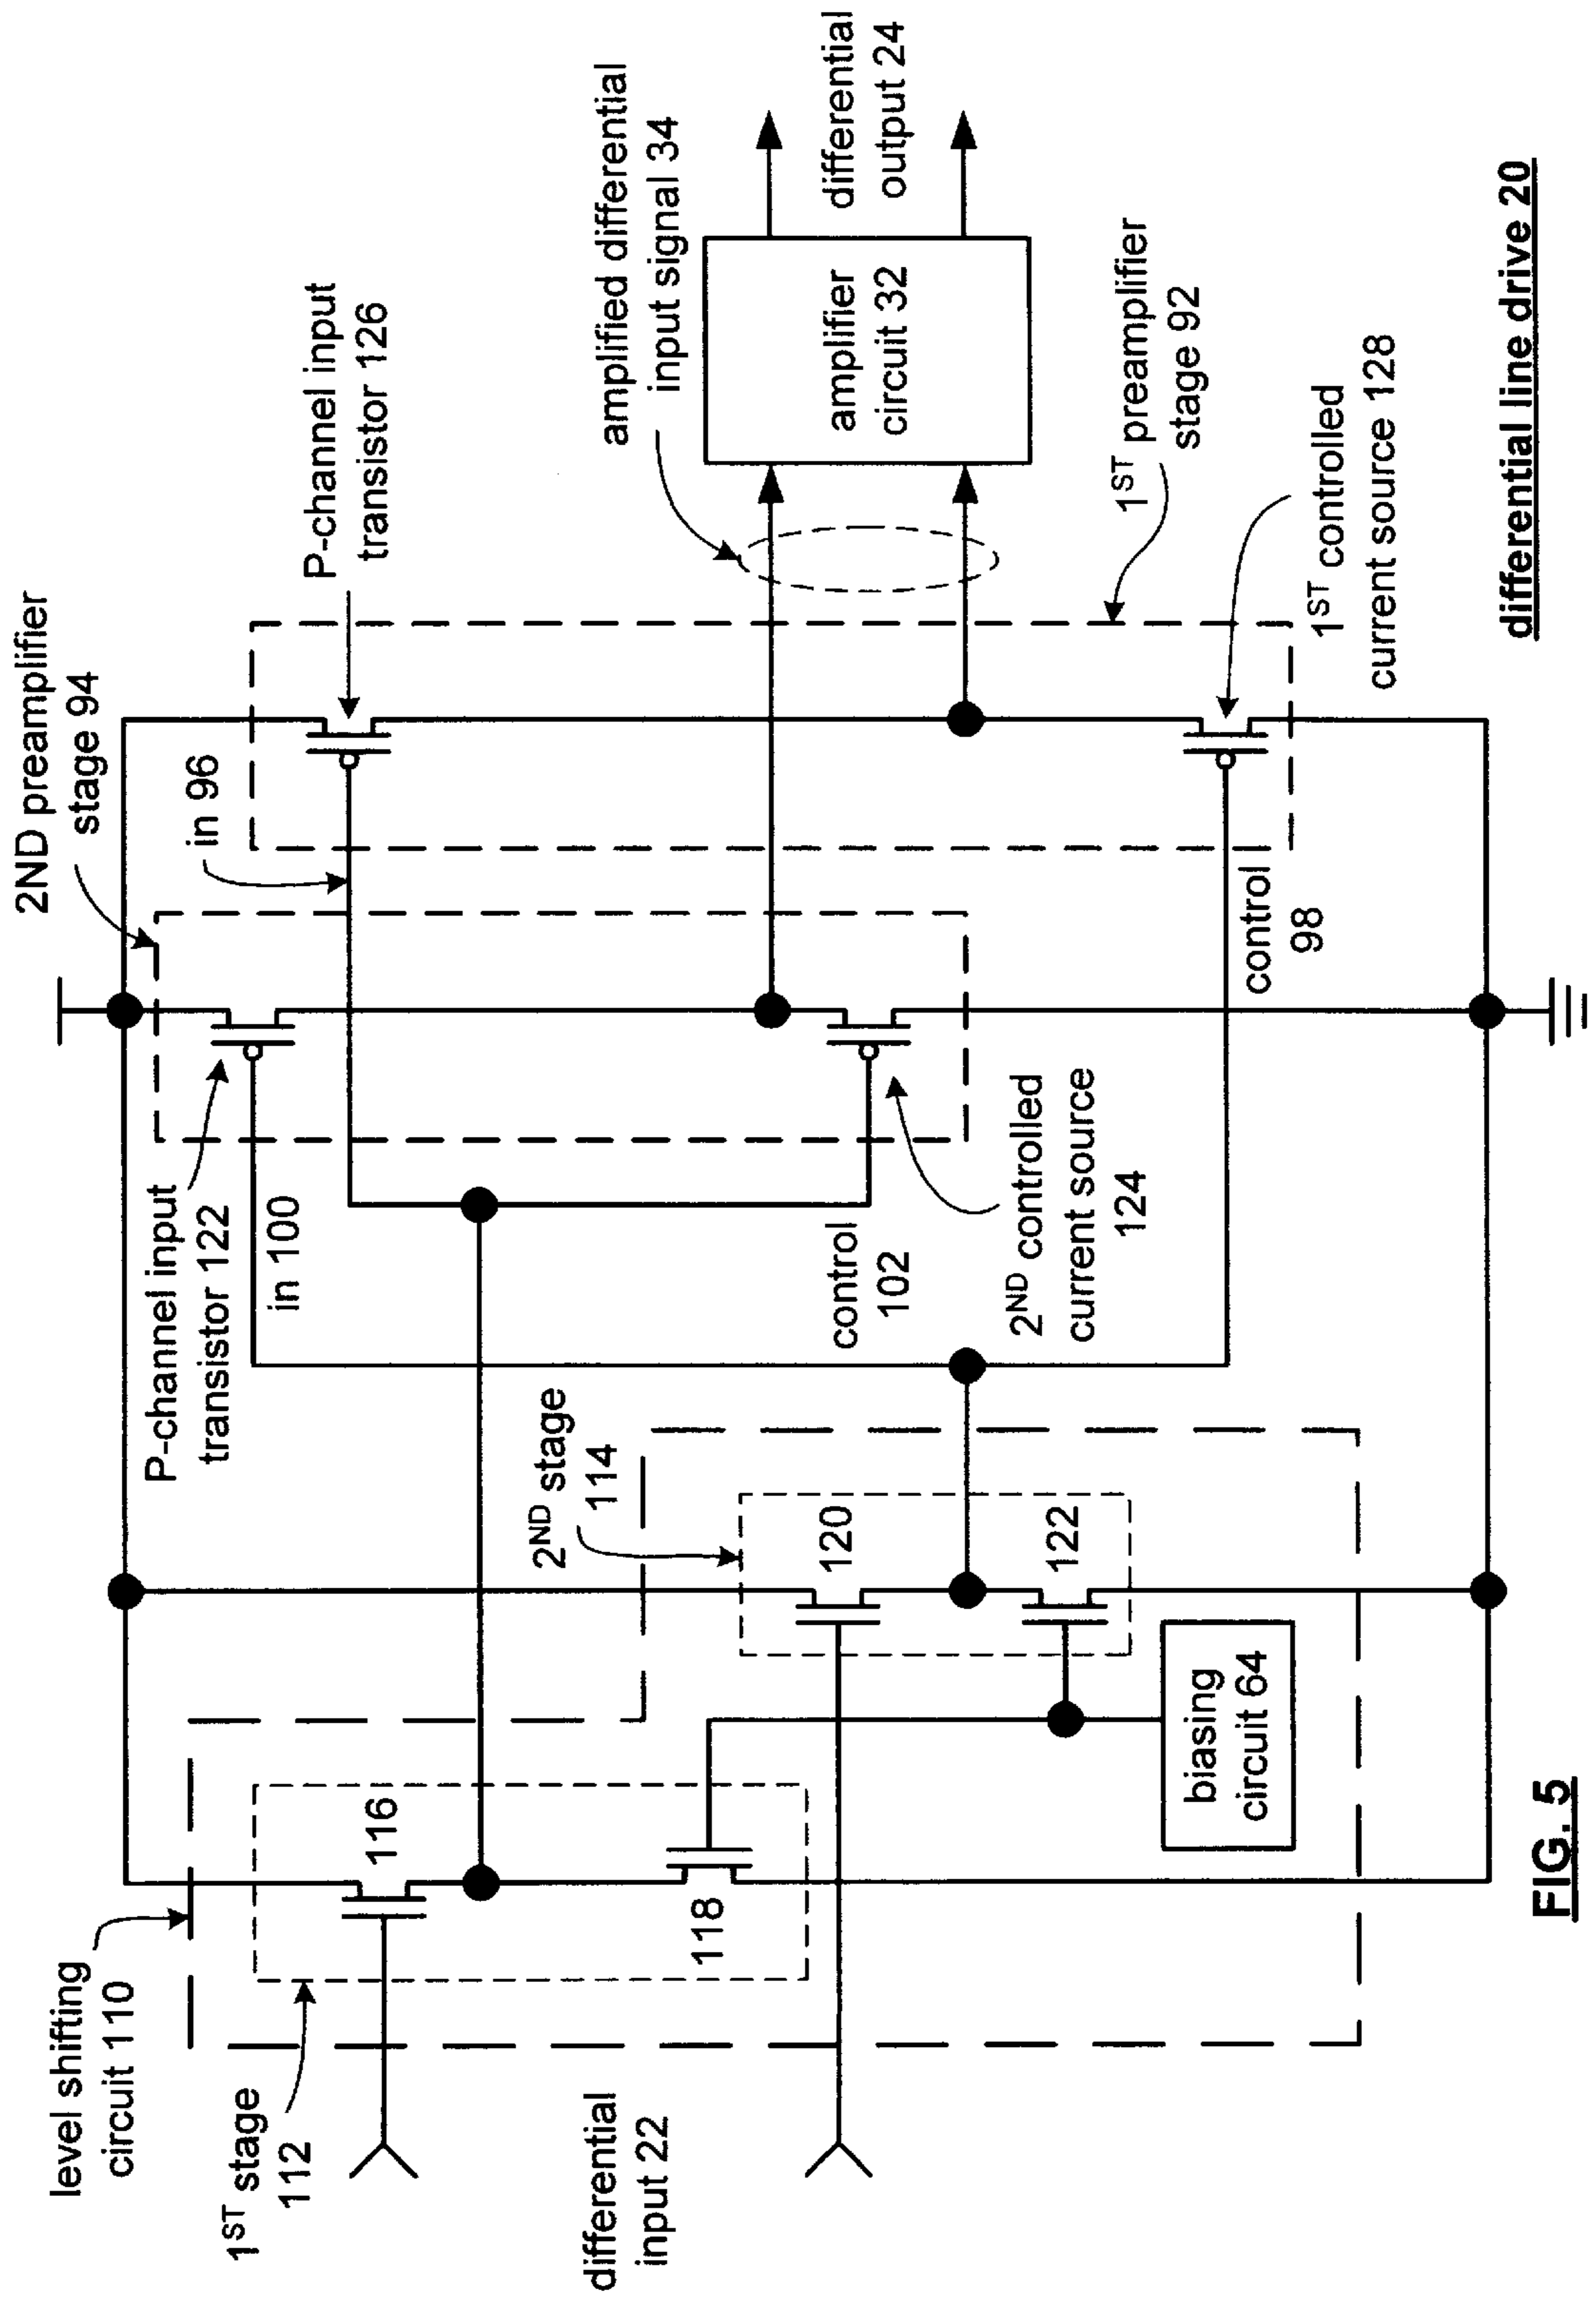 2ND preamplifier
stage 94
P-channel input
transistor 126
amplified differential
input signal 34
differential
output 24
amplifier
circuit 32
1ST preamplifier
stage 92
1ST controlled
current source 128
in 96
control
98
P-channel input
transistor 122
in 100
control
102
2ND controlled
current source
124
level shifting
circuit 110
1ST stage
112
116
118
2ND stage
114
120
122
biasing
circuit 64
differential
input 22
FIG. 5
differential line drive 20